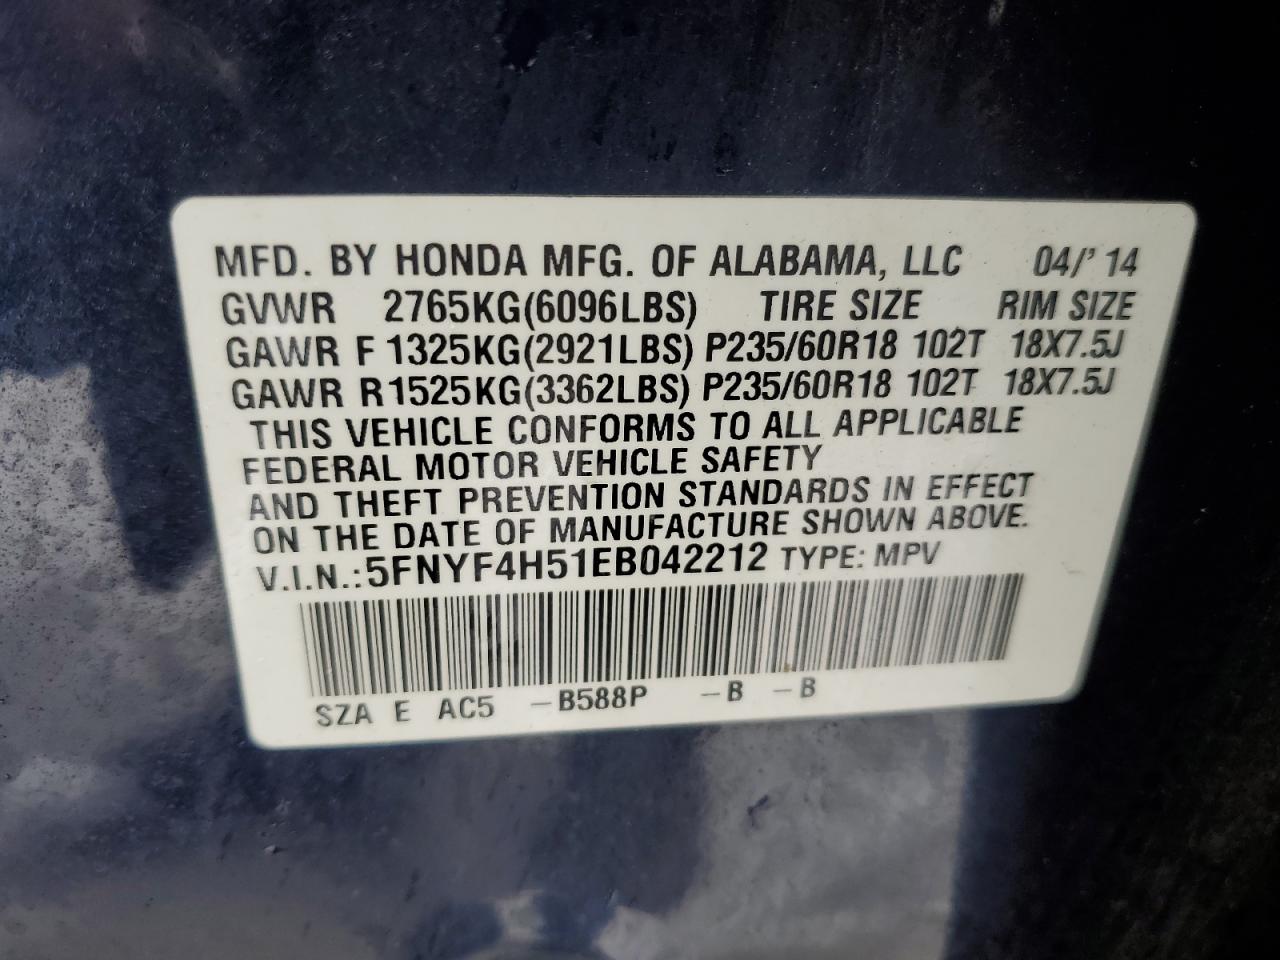 MFD. BY HONDA MFG. OF ALABAMA, LLC 04/'14
GVWR 2765KG(6096LBS) TIRE SIZE RIM SIZE
GAWR F 1325KG(2921LBS) P235/60R18 102T 18X7.5J
GAWR R1525KG(3362LBS) P235/60R18 102T 18X7.5J
THIS VEHICLE CONFORMS TO ALL APPLICABLE
FEDERAL MOTOR VEHICLE SAFETY
AND THEFT PREVENTION STANDARDS IN EFFECT
ON THE DATE OF MANUFACTURE SHOWN ABOVE.
V.I.N.:5FNYF4H51EB042212 TYPE: MPV
SZA E AC5 -B588P -B -B